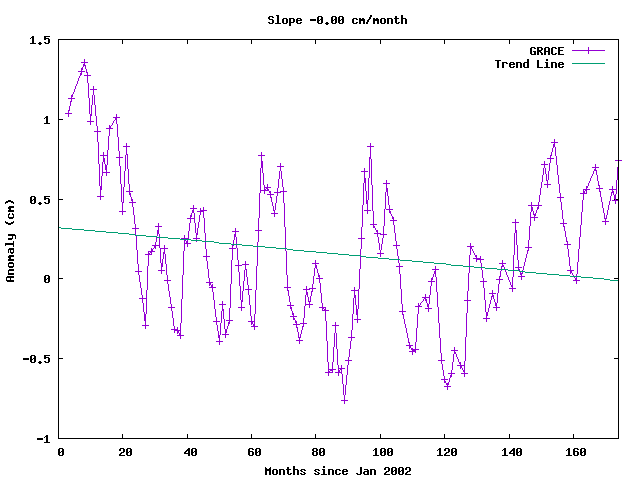 Slope -0.00 cm/month
GRACE
Trend Line
1.5
1
0.5
0
-0.5
-1
Anomaly (cm)
0 20 40 60 80 100 120 140 160
Months since Jan 2002